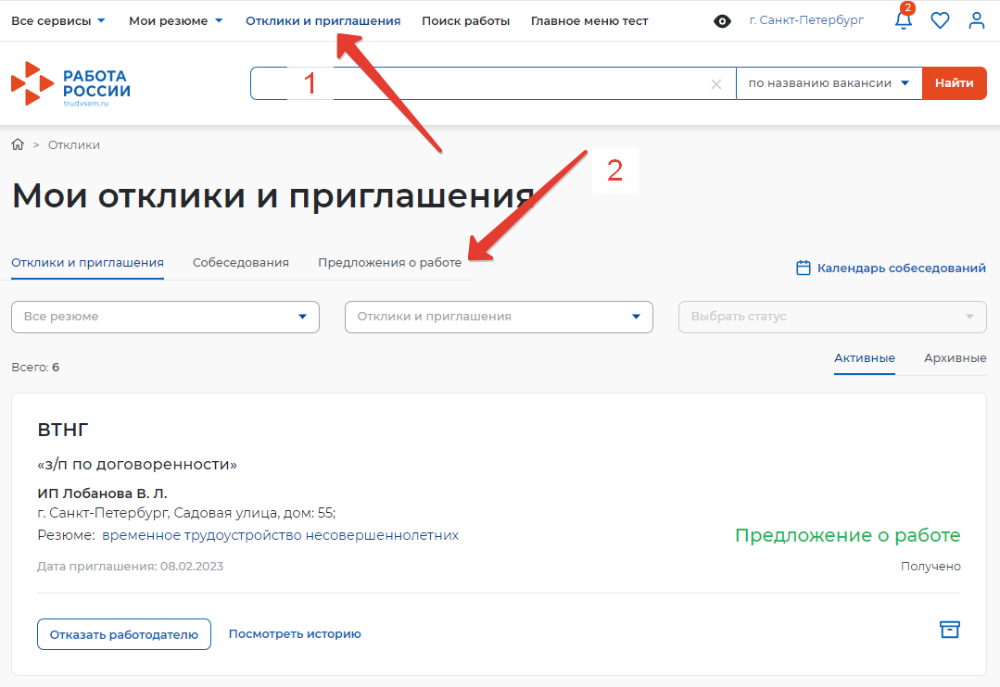 Все сервисы Мои резюме Отклики и приглашения Поиск работы Главное меню тест г. Санкт-Петербург 2
РАБОТА
РОССИИ
trudvsem.ru
1 по названию вакансии Найти
> Отклики
2
Мои отклики и приглашения
Отклики и приглашения Собеседования Предложения о работе Календарь собеседований
Все резюме Отклики и приглашения Выбрать статус
Всего: 6 Активные Архивные
ВТНГ
«з/п по договоренности»
ИП Лобанова В. Л.
г. Санкт-Петербург, Садовая улица, дом: 55;
Резюме: временное трудоустройство несовершеннолетних
Предложение о работе
Дата приглашения: 08.02.2023 Получено
Отказать работодателю Посмотреть историю